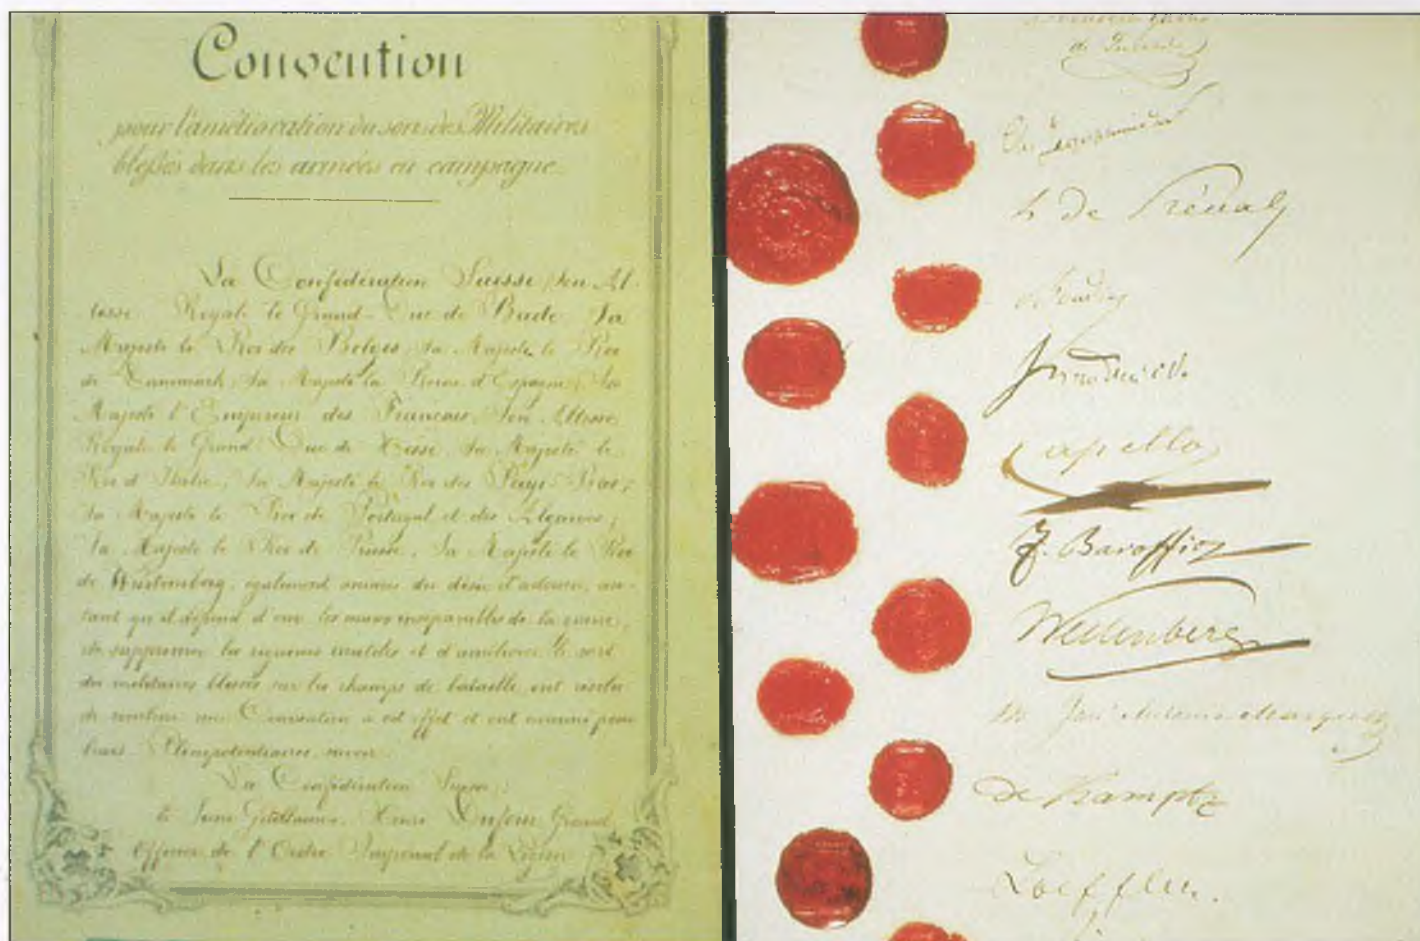 Convention
pour l'amélioration du sort des Militaires
blessés dans les armées en campagne.
La Confédération Suisse, Son Al-
tesse Royale le Grand-Duc de Bade, Sa
Majesté le Roi des Belges, Sa Majesté le Roi
de Danemark, Sa Majesté la Reine d'Espagne, Sa
Majesté l'Empereur des Français, Son Altesse
Royale le Grand Duc de Hesse, Sa Majesté le
Roi d'Italie, Sa Majesté le Roi des Pays-Bas,
Sa Majesté le Roi de Portugal et des Algarves,
Sa Majesté le Roi de Prusse, Sa Majesté le Roi
de Würtemberg, également animés du désir d'adoucir, au-
tant qu'il dépend d'eux, les maux inséparables de la guerre,
de supprimer les rigueurs inutiles et d'améliorer le sort
des militaires blessés sur les champs de bataille, ont résolu
de conclure une Convention à cet effet et ont nommé pour
leurs Plénipotentiaires, savoir:
La Confédération Suisse:
le Sieur Guillaume Henri Dufour Grand
Officier de l'Ordre Impérial de la Légion
de Préval
Capello
F. Baroffio
Westenberg
José Antonio Marques
de Kamptz
Loeffler.